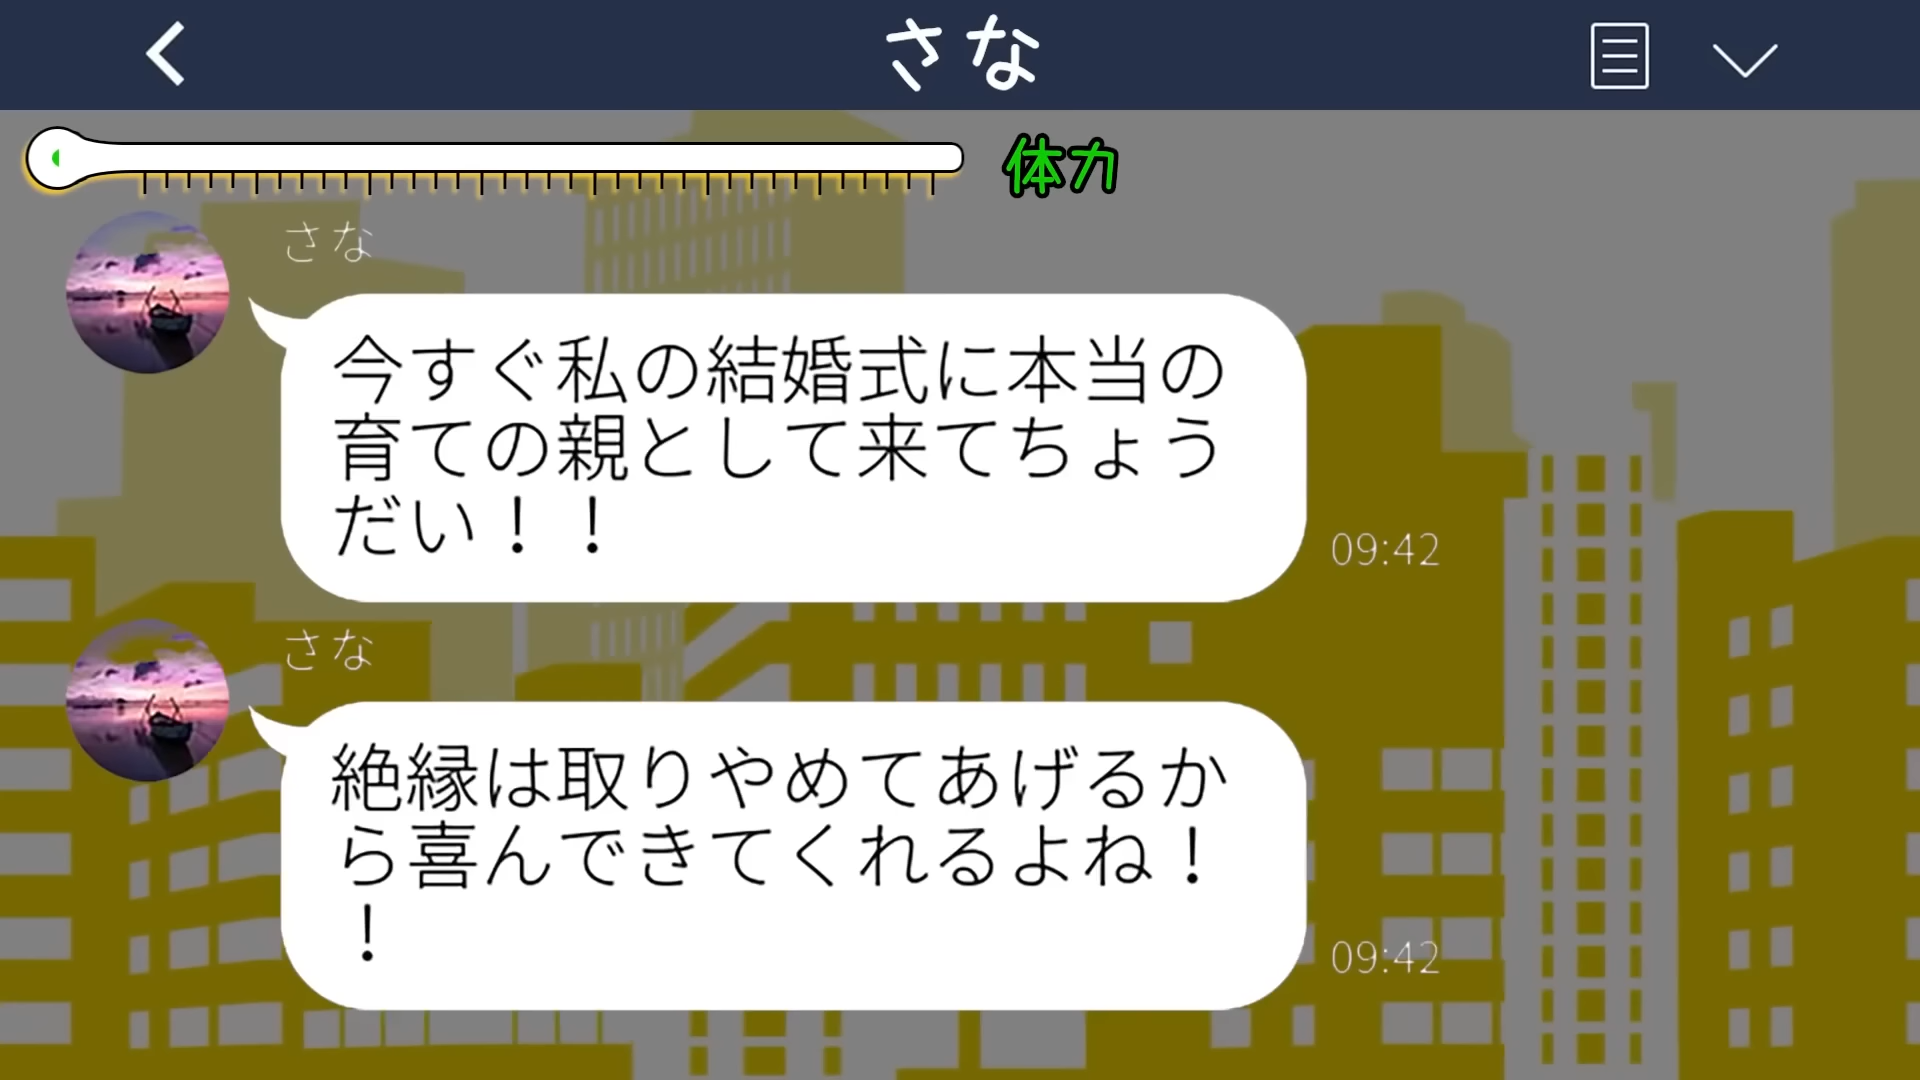 さな
体力
さな
今すぐ私の結婚式に本当の
育ての親として来てちょう
だい！！
09:42
さな
絶縁は取りやめてあげるか
ら喜んできてくれるよね！
！
09:42